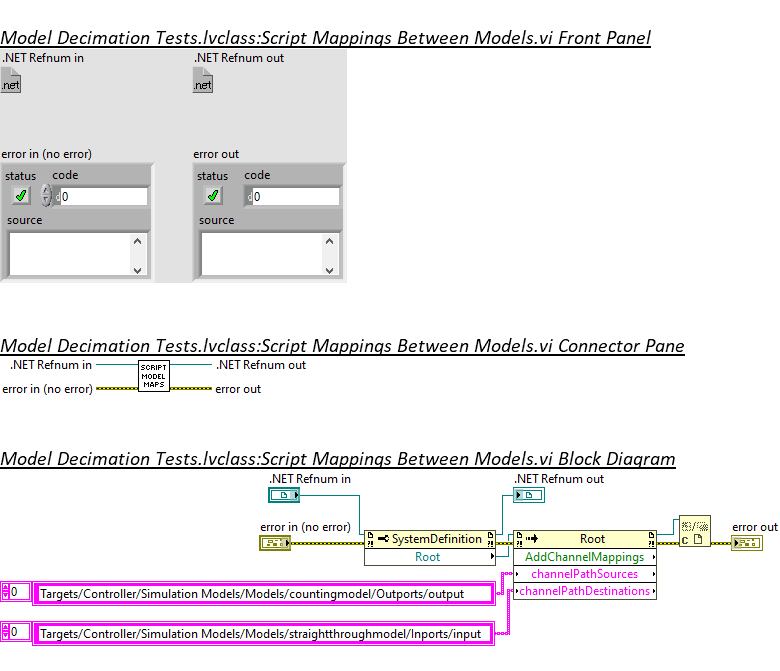 Model Decimation Tests.lvclass:Script Mappings Between Models.vi Front Panel
.NET Refnum in .NET Refnum out
.net .net
error in (no error) error out
status code status code
d 0 d 0
source source
Model Decimation Tests.lvclass:Script Mappings Between Models.vi Connector Pane
.NET Refnum in SCRIPT MODEL MAPS .NET Refnum out
error in (no error) error out
Model Decimation Tests.lvclass:Script Mappings Between Models.vi Block Diagram
.NET Refnum in .NET Refnum out
error in (no error) error out
SystemDefinition Root
Root AddChannelMappings
channelPathSources
channelPathDestinations
0 Targets/Controller/Simulation Models/Models/countingmodel/Outports/output
0 Targets/Controller/Simulation Models/Models/straightthroughmodel/Inports/input